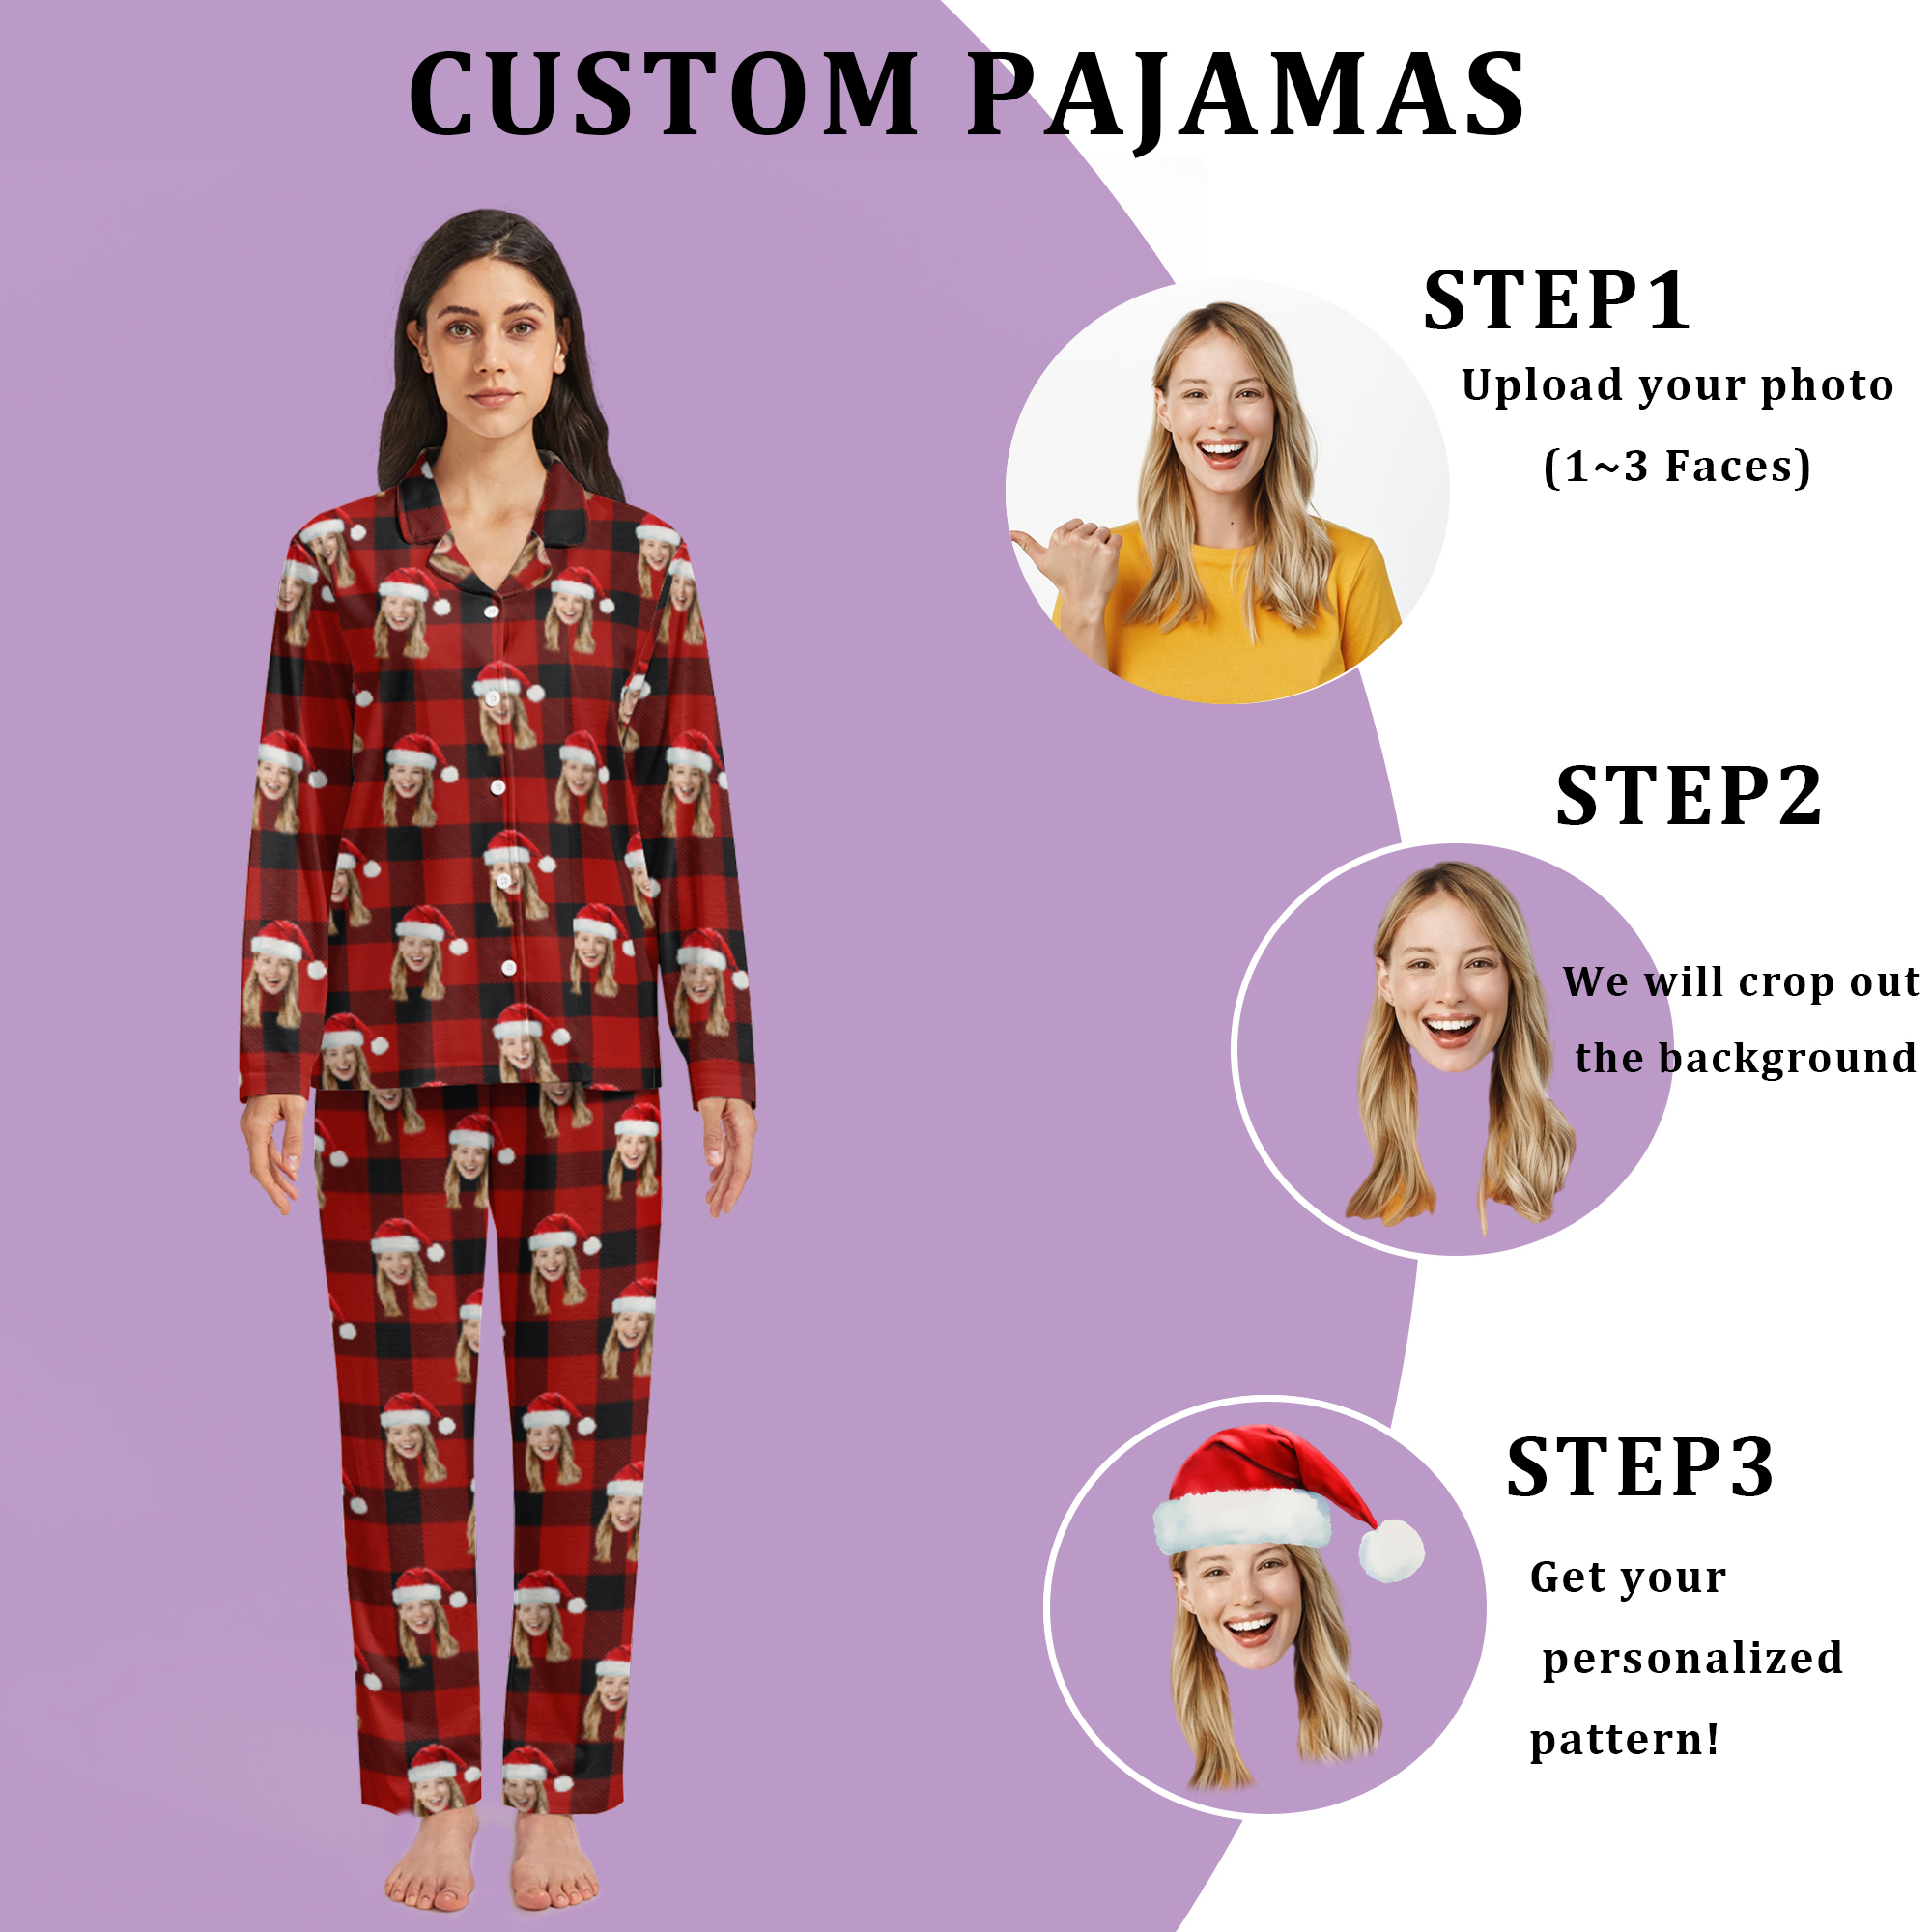 CUSTOM PAJAMAS
STEP1
Upload your photo
(1~3 Faces)
STEP2
We will crop out
the background
STEP3
Get your
personalized
pattern!